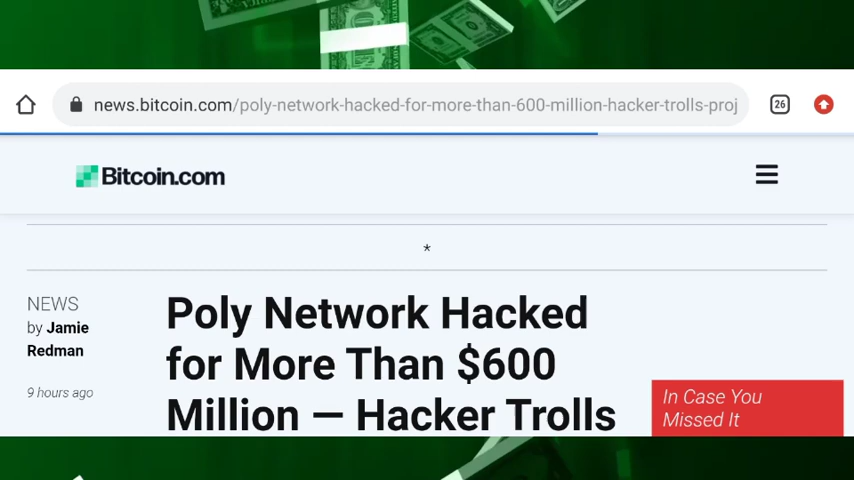 news.bitcoin.com/poly-network-hacked-for-more-than-600-million-hacker-trolls-proj
26
Bitcoin.com
*
NEWS
by Jamie
Redman
9 hours ago
Poly Network Hacked
for More Than $600
Million — Hacker Trolls
In Case You
Missed It